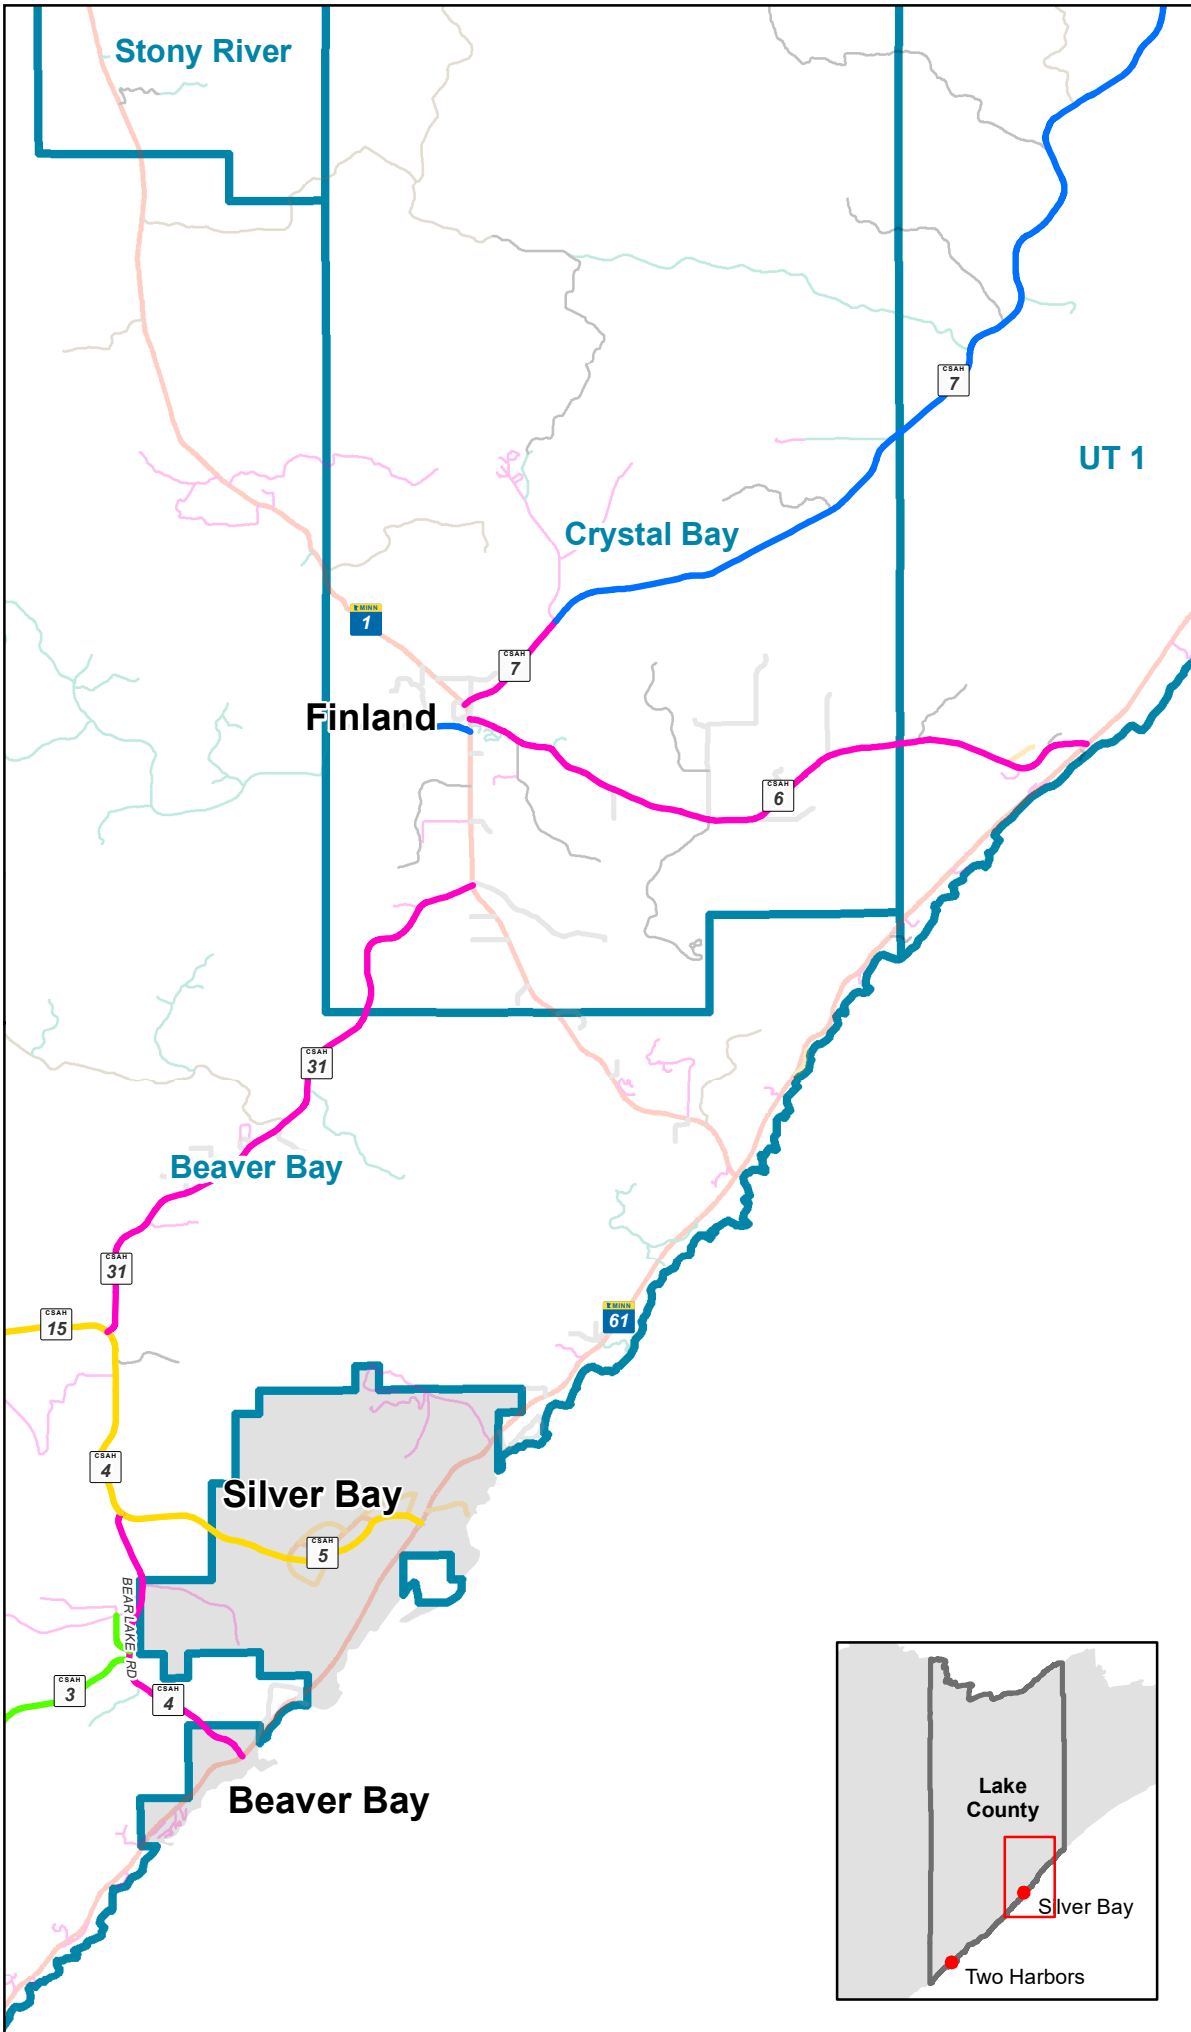 Stony River
CSAH
7
UT 1
Crystal Bay
MINN
1
CSAH
7
Finland
CSAH
6
CSAH
31
Beaver Bay
CSAH
31
MINN
61
CSAH
15
CSAH
4
Silver Bay
CSAH
5
BEAR LAKE RD
CSAH
3
CSAH
4
Beaver Bay
Lake
County
Silver Bay
Two Harbors